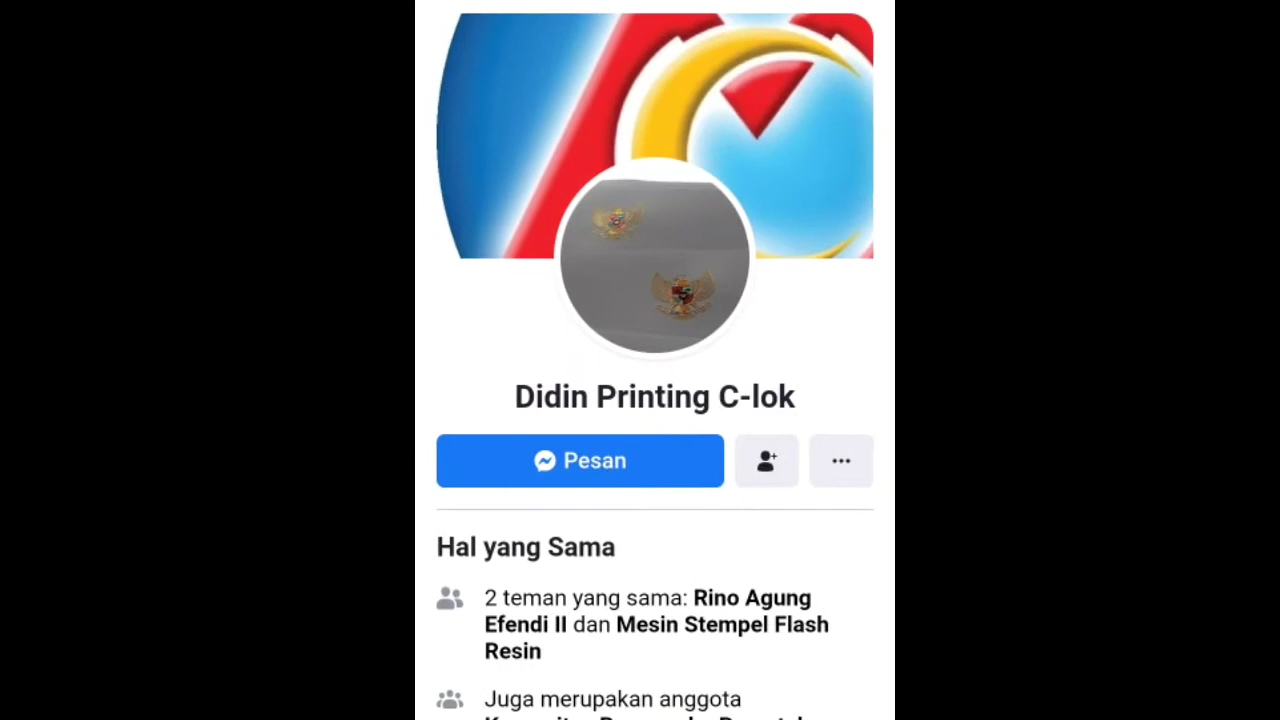 Didin Printing C-lok
Pesan
Hal yang Sama
2 teman yang sama: Rino Agung
Efendi II dan Mesin Stempel Flash
Resin
Juga merupakan anggota